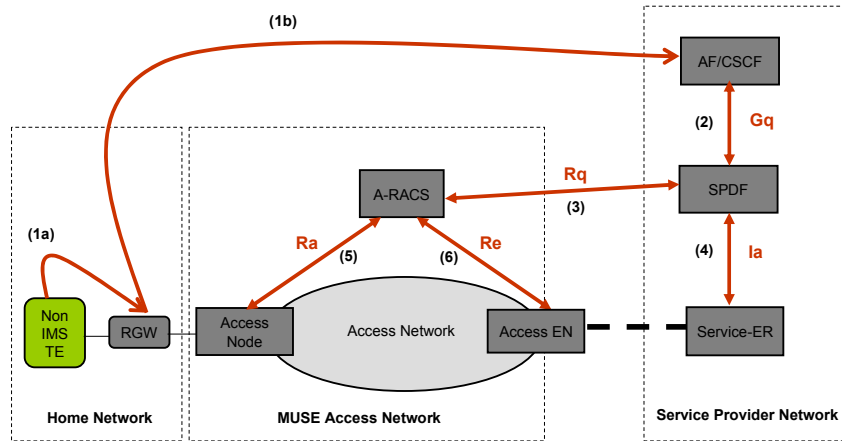 (1b)
AF/CSCF
(2)
Gq
A-RACS
Rq
SPDF
(3)
(1a)
Ra
(5)
Re
(6)
(4)
Ia
Non
IMS
TE
RGW
Access
Node
Access Network
Access EN
Service-ER
Home Network
MUSE Access Network
Service Provider Network